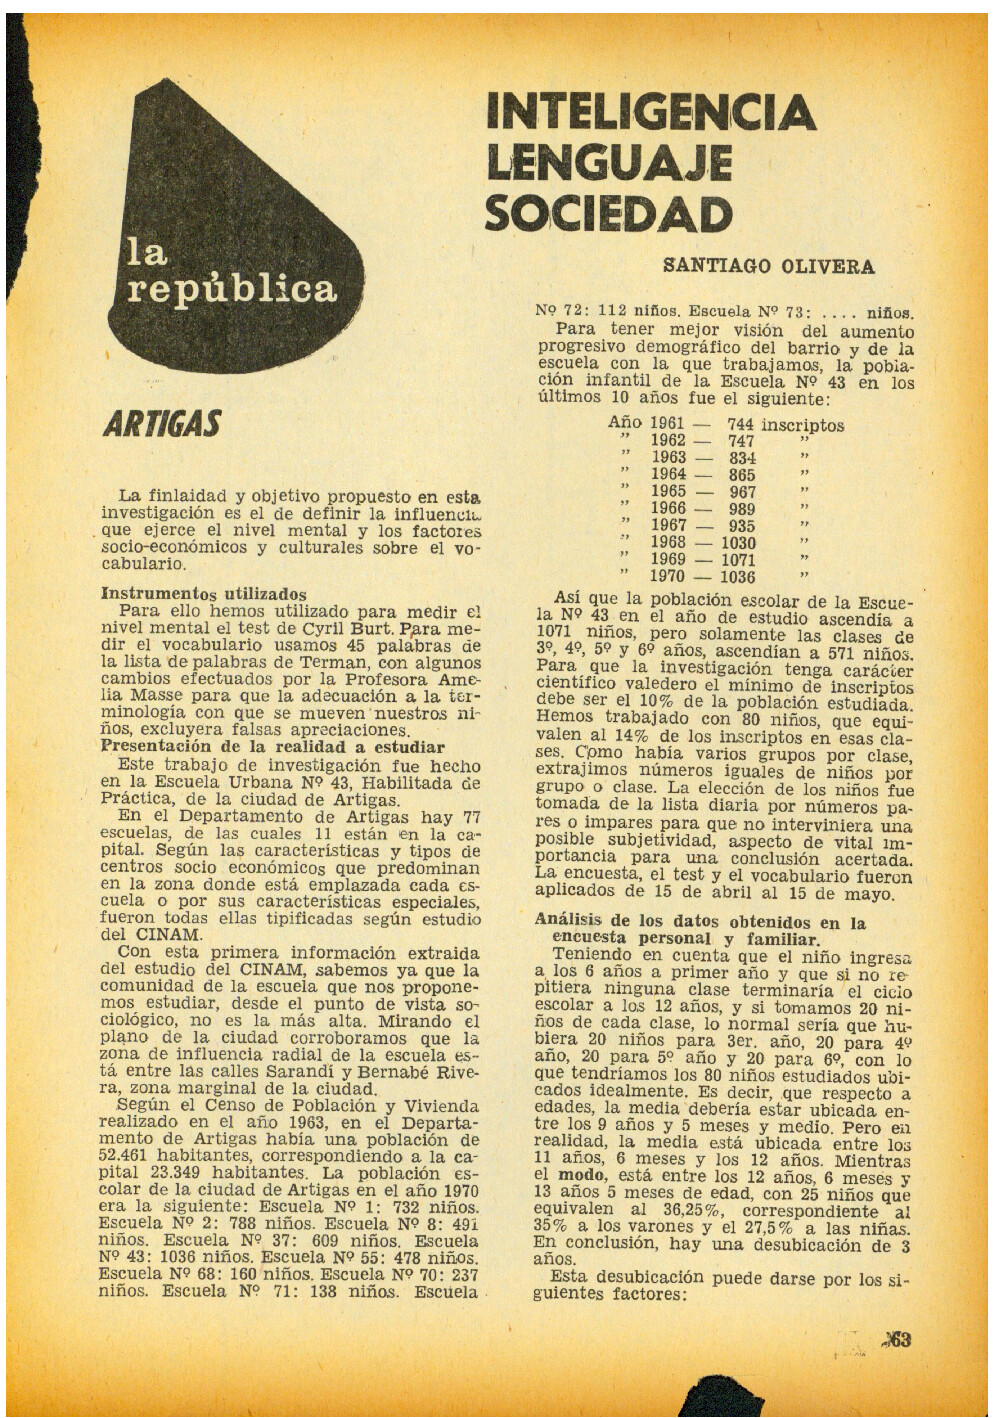 la
república
ARTIGAS
INTELIGENCIA
LENGUAJE
SOCIEDAD
SANTIAGO OLIVERA
La finlaidad y objetivo propuesto en esta
investigación es el de definir la influencia
que ejerce el nivel mental y los factores
socio-económicos y culturales sobre el vo-
cabulario.
Instrumentos utilizados
Para ello hemos utilizado para medir el
nivel mental el test de Cyril Burt. Para me-
dir el vocabulario usamos 45 palabras de
la lista de palabras de Terman, con algunos
cambios efectuados por la Profesora Ame-
lia Masse para que la adecuación a la ter-
minología con que se mueven nuestros ni-
ños, excluyera falsas apreciaciones.
Presentación de la realidad a estudiar
Este trabajo de investigación fue hecho
en la Escuela Urbana Nº 43, Habilitada de
Práctica, de la ciudad de Artigas.
En el Departamento de Artigas hay 77
escuelas, de las cuales 11 están en la ca-
pital. Según las características y tipos de
centros socio económicos que predominan
en la zona donde está emplazada cada es-
cuela o por sus características especiales,
fueron todas ellas tipificadas según estudio
del CINAM.
Con esta primera información extraida
del estudio del CINAM, sabemos ya que la
comunidad de la escuela que nos propone-
mos estudiar, desde el punto de vista so-
ciológico, no es la más alta. Mirando el
plano de la ciudad corroboramos que la
zona de influencia radial de la escuela es-
tá entre las calles Sarandí y Bernabé Rive-
ra, zona marginal de la ciudad.
Según el Censo de Población y Vivienda
realizado en el año 1963, en el Departa-
mento de Artigas había una población de
52.461 habitantes, correspondiendo a la ca-
pital 23.349 habitantes. La población es-
colar de la ciudad de Artigas en el año 1970
era la siguiente: Escuela Nº 1: 732 niños.
Escuela Nº 2: 788 niños. Escuela Nº 8: 491
niños. Escuela Nº 37: 609 niños. Escuela
Nº 43: 1036 niños. Escuela Nº 55: 478 niños.
Escuela Nº 68: 160 niños. Escuela Nº 70: 237
niños. Escuela Nº 71: 138 niños. Escuela
Nº 72: 112 niños. Escuela Nº 73: .... niños.
Para tener mejor visión del aumento
progresivo demográfico del barrio y de la
escuela con la que trabajamos, la pobla-
ción infantil de la Escuela Nº 43 en los
últimos 10 años fue el siguiente:
Año 1961 — 744 inscriptos
" 1962 — 747 "
" 1963 — 834 "
" 1964 — 865 "
" 1965 — 967 "
" 1966 — 989 "
" 1967 — 935 "
" 1968 — 1030 "
" 1969 — 1071 "
" 1970 — 1036 "
Así que la población escolar de la Escue-
la Nº 43 en el año de estudio ascendía a
1071 niños, pero solamente las clases de
3º, 4º, 5º y 6º años, ascendían a 571 niños.
Para que la investigación tenga carácter
científico valedero el mínimo de inscriptos
debe ser el 10% de la población estudiada.
Hemos trabajado con 80 niños, que equi-
valen al 14% de los inscriptos en esas cla-
ses. Como había varios grupos por clase,
extrajimos números iguales de niños por
grupo o clase. La elección de los niños fue
tomada de la lista diaria por números pa-
res o impares para que no interviniera una
posible subjetividad, aspecto de vital im-
portancia para una conclusión acertada.
La encuesta, el test y el vocabulario fueron
aplicados de 15 de abril al 15 de mayo.
Análisis de los datos obtenidos en la
encuesta personal y familiar.
Teniendo en cuenta que el niño ingresa
a los 6 años a primer año y que si no re-
pitiera ninguna clase terminaría el ciclo
escolar a los 12 años, y si tomamos 20 ni-
ños de cada clase, lo normal sería que hu-
biera 20 niños para 3er. año, 20 para 4º
año, 20 para 5º año y 20 para 6º, con lo
que tendríamos los 80 niños estudiados ubi-
cados idealmente. Es decir, que respecto a
edades, la media debería estar ubicada en-
tre los 9 años y 5 meses y medio. Pero en
realidad, la media está ubicada entre los
11 años, 6 meses y los 12 años. Mientras
el modo, está entre los 12 años, 6 meses y
13 años 5 meses de edad, con 25 niños que
equivalen al 36,25%, correspondiente al
35% a los varones y el 27,5% a las niñas.
En conclusión, hay una desubicación de 3
años.
Esta desubicación puede darse por los si-
guientes factores:
63